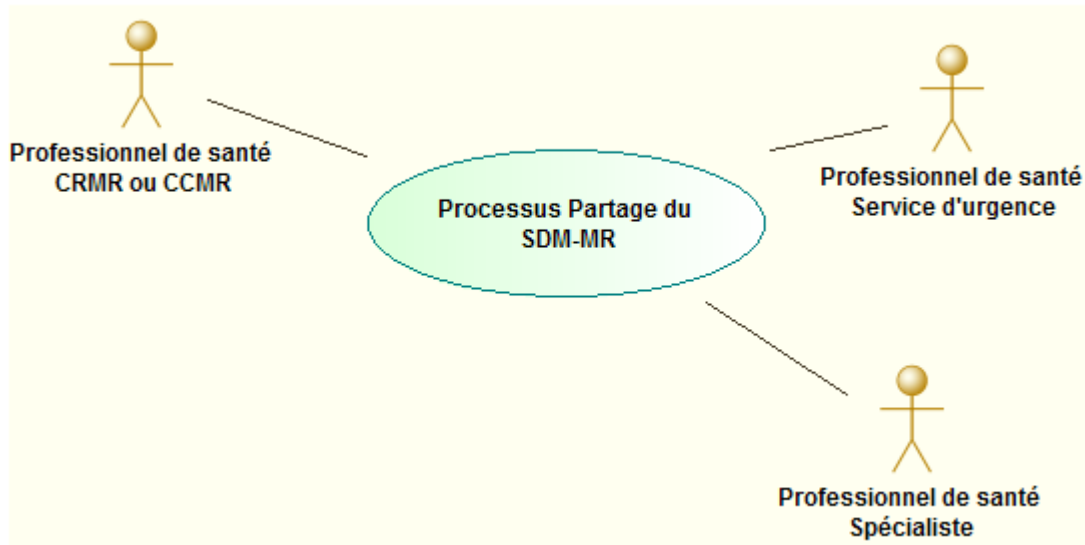 Professionnel de santé
CRMR ou CCMR
Professionnel de santé
Service d'urgence
Processus Partage du
SDM-MR
Professionnel de santé
Spécialiste